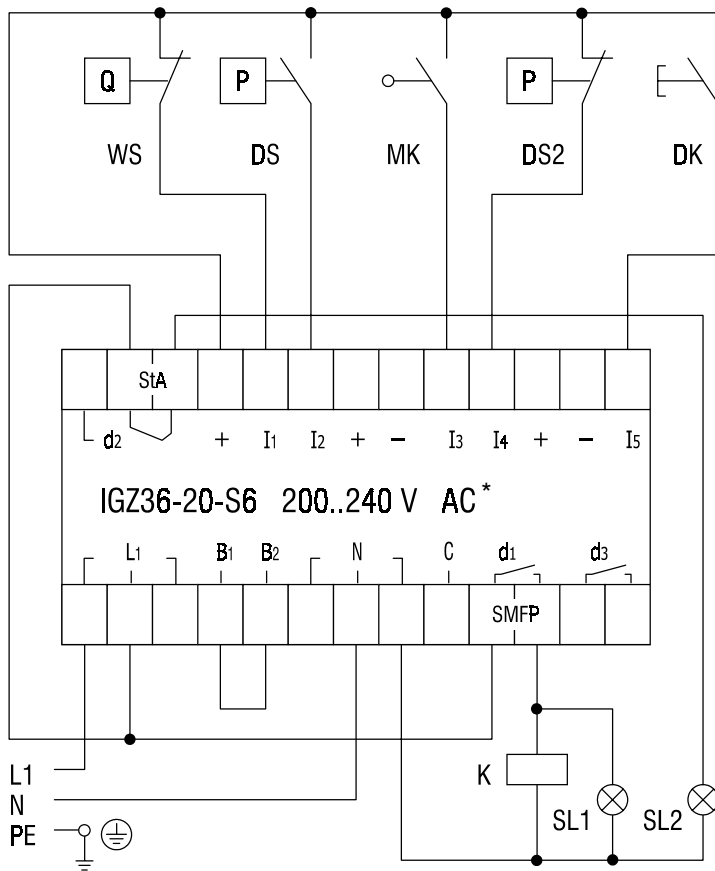 Q P P
WS DS MK DS2 DK
StA
d2 + I1 I2 + – I3 I4 + – I5
IGZ36-20-S6 200..240 V AC*
L1 B1 B2 N C d1 d3
SMFP
L1
N
PE
K
SL1 SL2